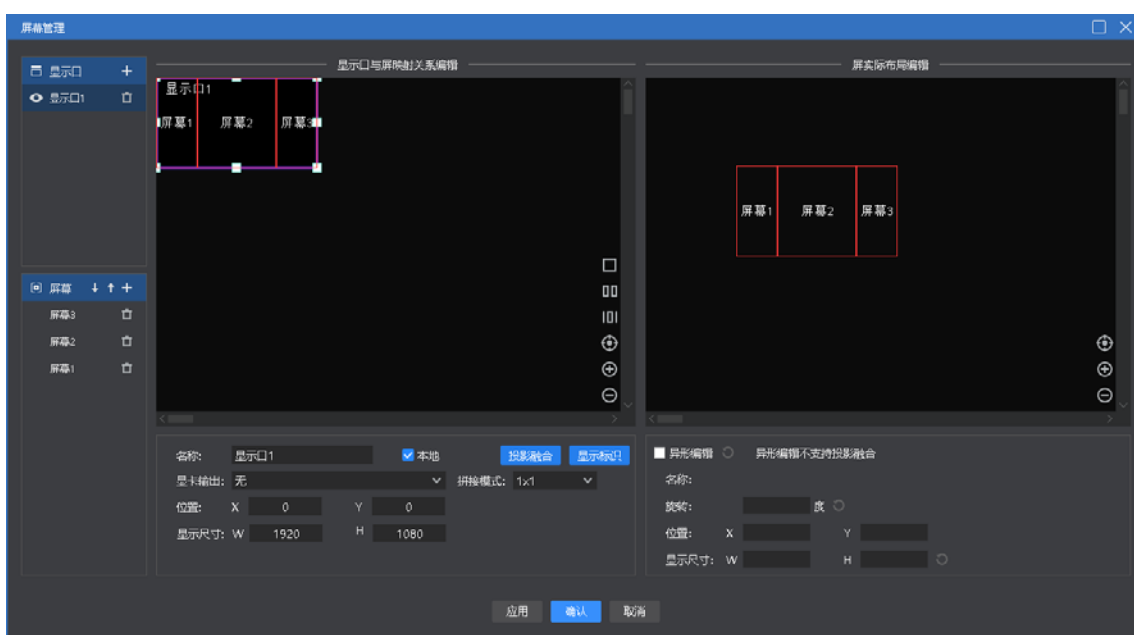 屏幕管理
显示口
显示口1
屏幕
屏幕3
屏幕2
屏幕1
显示口与屏映射关系编辑
显示口1
屏幕1 屏幕2 屏幕3
名称: 显示口1 本地 投影融合 显示标识
显卡输出: 无 拼接模式: 1x1
位置: X 0 Y 0
显示尺寸: W 1920 H 1080
屏实际布局编辑
屏幕1 屏幕2 屏幕3
异形编辑 异形编辑不支持投影融合
名称:
旋转: 度
位置: X Y
显示尺寸: W H
应用 确认 取消